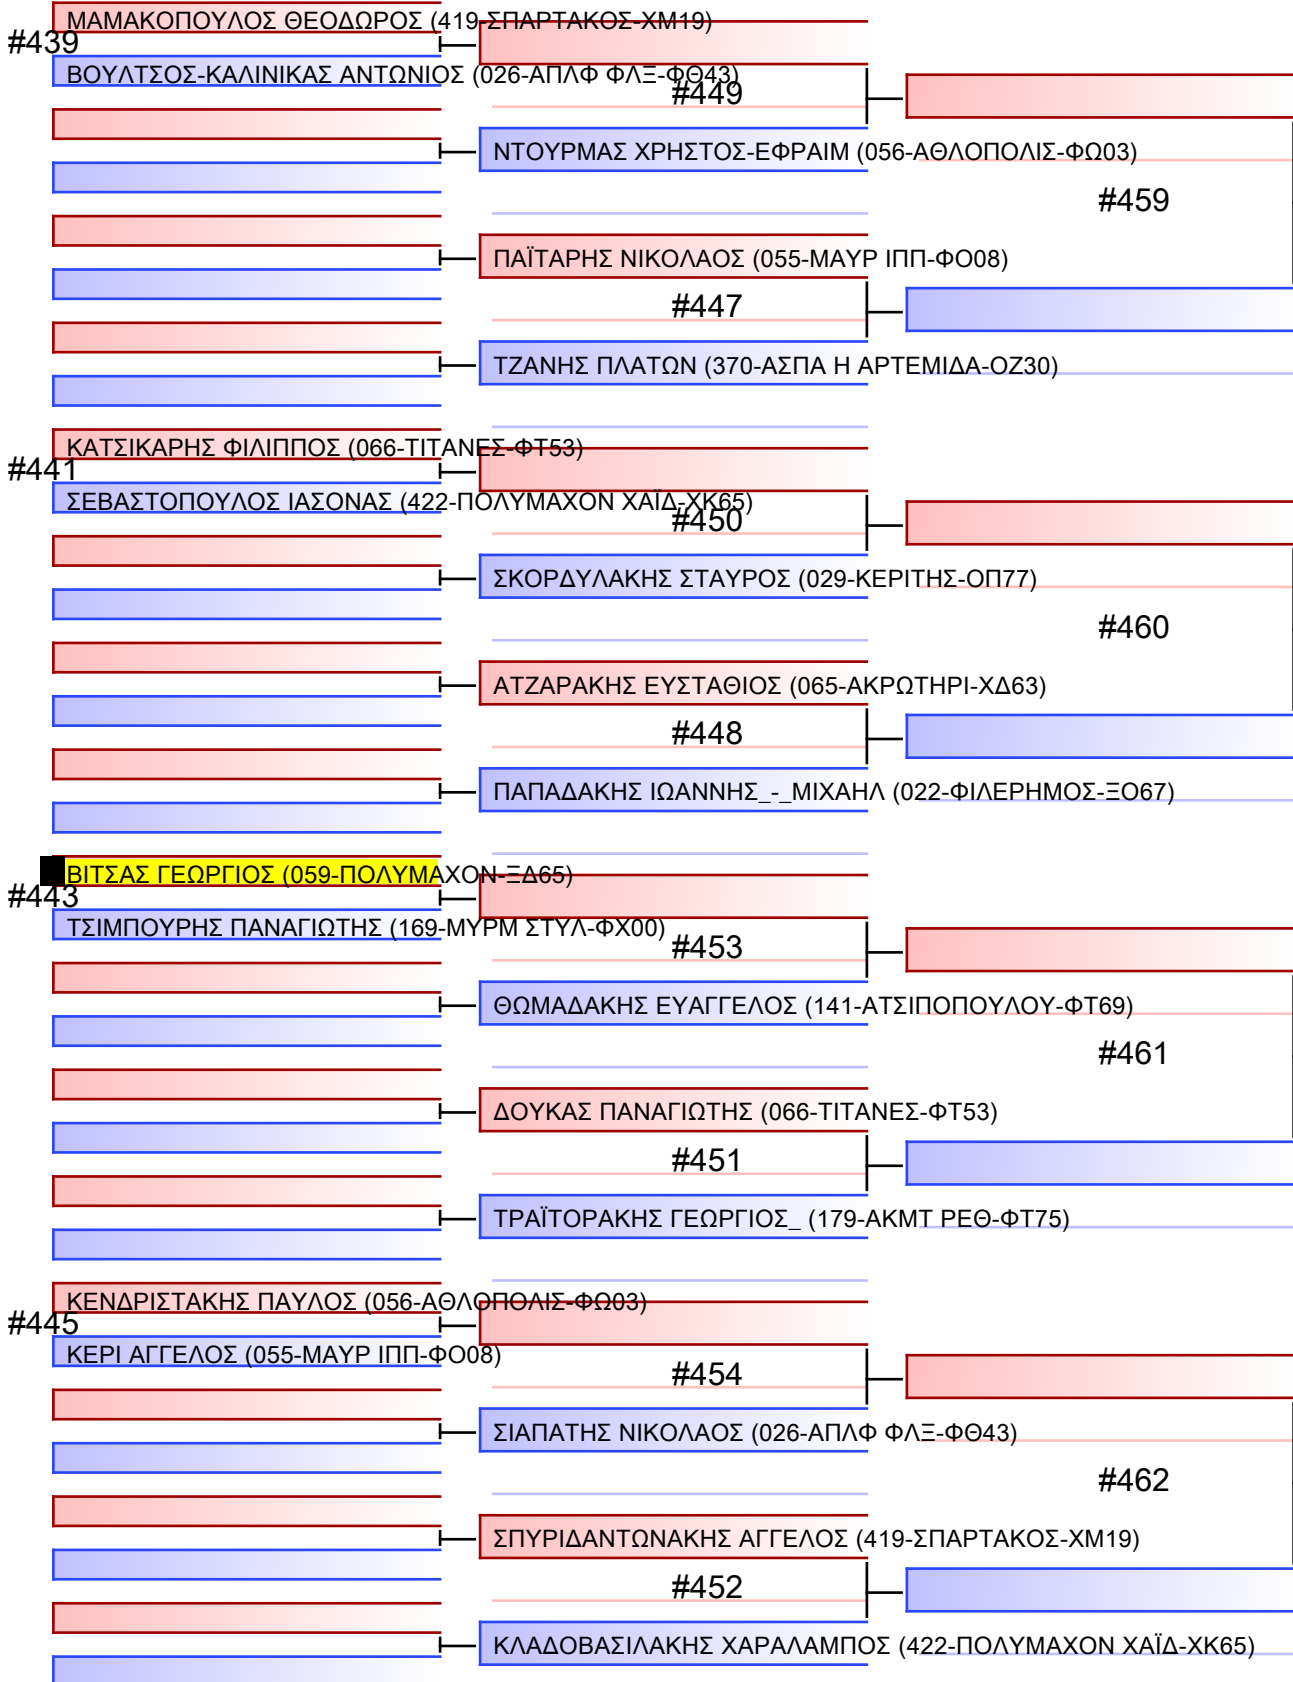 ΜΑΜΑΚΟΠΟΥΛΟΣ ΘΕΟΔΩΡΟΣ (419-ΣΠΑΡΤΑΚΟΣ-ΧΜ19)
#439
ΒΟΥΛΤΣΟΣ-ΚΑΛΙΝΙΚΑΣ ΑΝΤΩΝΙΟΣ (026-ΑΠΛΦ ΦΛΞ-ΦΘ43)
#449
ΝΤΟΥΡΜΑΣ ΧΡΗΣΤΟΣ-ΕΦΡΑΙΜ (056-ΑΘΛΟΠΟΛΙΣ-ΦΩ03)
#459
ΠΑΪΤΑΡΗΣ ΝΙΚΟΛΑΟΣ (055-ΜΑΥΡ ΙΠΠ-ΦΟ08)
#447
ΤΖΑΝΗΣ ΠΛΑΤΩΝ (370-ΑΣΠΑ Η ΑΡΤΕΜΙΔΑ-ΟΖ30)
ΚΑΤΣΙΚΑΡΗΣ ΦΙΛΙΠΠΟΣ (066-ΤΙΤΑΝΕΣ-ΦΤ53)
#441
ΣΕΒΑΣΤΟΠΟΥΛΟΣ ΙΑΣΟΝΑΣ (422-ΠΟΛΥΜΑΧΟΝ ΧΑΪΔ-ΧΚ65)
#450
ΣΚΟΡΔΥΛΑΚΗΣ ΣΤΑΥΡΟΣ (029-ΚΕΡΙΤΗΣ-ΟΠ77)
#460
ΑΤΖΑΡΑΚΗΣ ΕΥΣΤΑΘΙΟΣ (065-ΑΚΡΩΤΗΡΙ-ΧΔ63)
#448
ΠΑΠΑΔΑΚΗΣ ΙΩΑΝΝΗΣ_-_ΜΙΧΑΗΛ (022-ΦΙΛΕΡΗΜΟΣ-ΞΟ67)
ΒΙΤΣΑΣ ΓΕΩΡΓΙΟΣ (059-ΠΟΛΥΜΑΧΟΝ-ΞΔ65)
#443
ΤΣΙΜΠΟΥΡΗΣ ΠΑΝΑΓΙΩΤΗΣ (169-ΜΥΡΜ ΣΤΥΛ-ΦΧ00)
#453
ΘΩΜΑΔΑΚΗΣ ΕΥΑΓΓΕΛΟΣ (141-ΑΤΣΙΠΟΠΟΥΛΟΥ-ΦΤ69)
#461
ΔΟΥΚΑΣ ΠΑΝΑΓΙΩΤΗΣ (066-ΤΙΤΑΝΕΣ-ΦΤ53)
#451
ΤΡΑΪΤΟΡΑΚΗΣ ΓΕΩΡΓΙΟΣ_ (179-ΑΚΜΤ ΡΕΘ-ΦΤ75)
ΚΕΝΔΡΙΣΤΑΚΗΣ ΠΑΥΛΟΣ (056-ΑΘΛΟΠΟΛΙΣ-ΦΩ03)
#445
ΚΕΡΙ ΑΓΓΕΛΟΣ (055-ΜΑΥΡ ΙΠΠ-ΦΟ08)
#454
ΣΙΑΠΑΤΗΣ ΝΙΚΟΛΑΟΣ (026-ΑΠΛΦ ΦΛΞ-ΦΘ43)
#462
ΣΠΥΡΙΔΑΝΤΩΝΑΚΗΣ ΑΓΓΕΛΟΣ (419-ΣΠΑΡΤΑΚΟΣ-ΧΜ19)
#452
ΚΛΑΔΟΒΑΣΙΛΑΚΗΣ ΧΑΡΑΛΑΜΠΟΣ (422-ΠΟΛΥΜΑΧΟΝ ΧΑΪΔ-ΧΚ65)